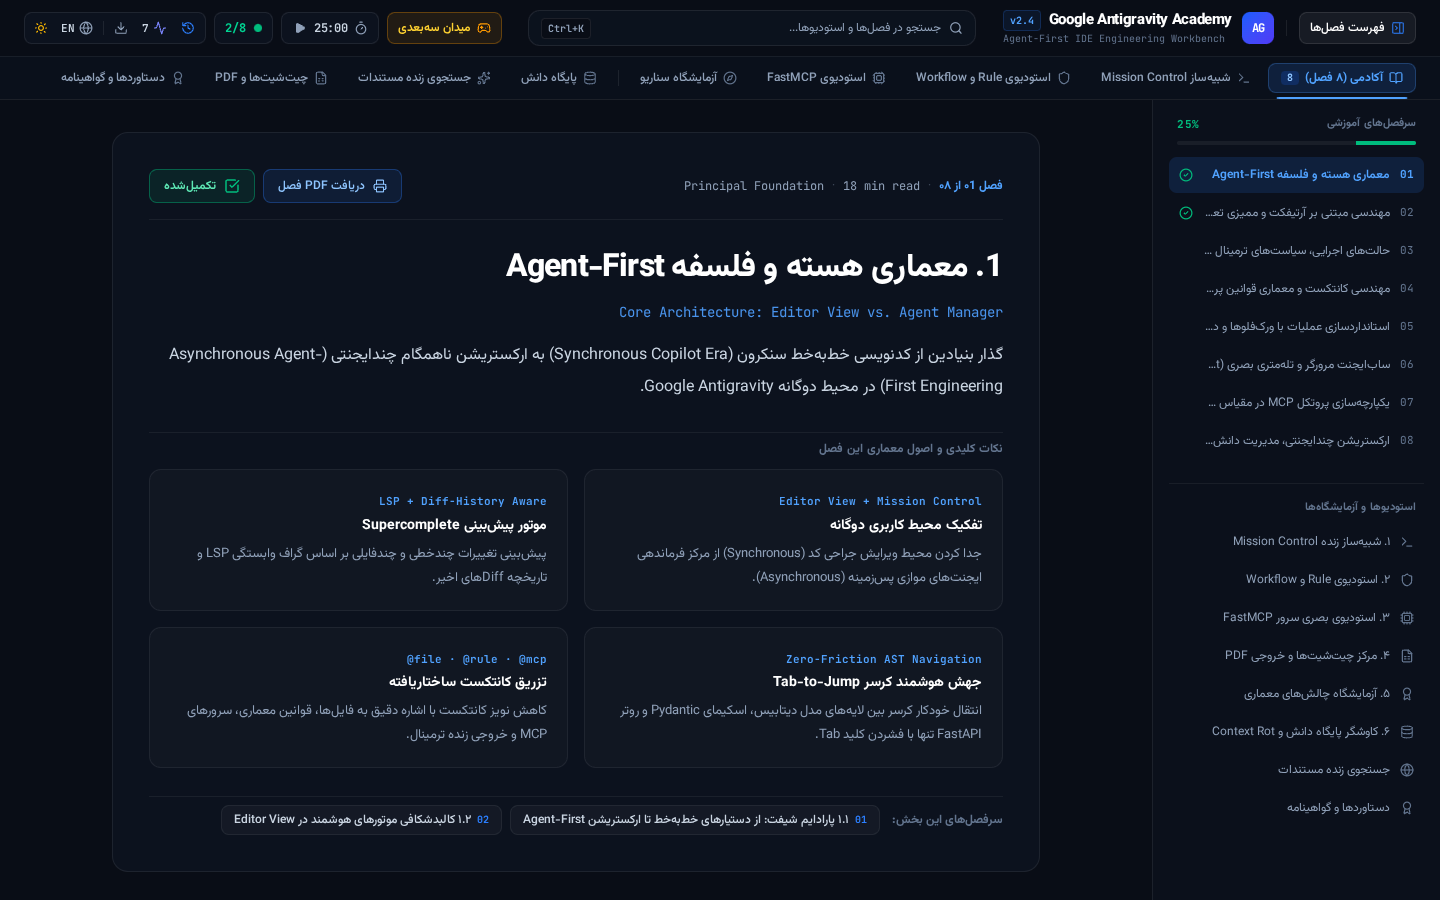 فهرست فصل‌ها
AG
Google Antigravity Academy
v2.4
Agent-First IDE Engineering Workbench
جستجو در فصل‌ها و استودیوها...
Ctrl+K
میدان سه‌بعدی
25:00
2/8
7
EN
آکادمی (۸ فصل)
8
شبیه‌ساز Mission Control
استودیوی Rule و Workflow
استودیوی FastMCP
آزمایشگاه سناریو
پایگاه دانش
جستجوی زنده مستندات
چیت‌شیت‌ها و PDF
دستاوردها و گواهینامه
سرفصل‌های آموزشی
25%
01 معماری هسته و فلسفه Agent-First
02 مهندسی مبتنی بر آرتیفکت و ممیزی تعـ...
03 حالت‌های اجرایی، سیاست‌های ترمینال ...
04 مهندسی کانتکست و معماری قوانین پر...
05 استانداردسازی عملیات با ورک‌فلوها و د...
06 ساب‌ایجنت مرورگر و تله‌متری بصری (t...
07 یکپارچه‌سازی پروتکل MCP در مقیاس ...
08 ارکستریشن چندایجنتی، مدیریت دانش...
استودیوها و آزمایشگاه‌ها
۱. شبیه‌ساز زنده Mission Control
۲. استودیوی Rule و Workflow
۳. استودیوی بصری سرور FastMCP
۴. مرکز چیت‌شیت‌ها و خروجی PDF
۵. آزمایشگاه چالش‌های معماری
۶. کاوشگر پایگاه دانش و Context Rot
جستجوی زنده مستندات
دستاوردها و گواهینامه
فصل ۰1 از ۰۸ · 18 min read · Principal Foundation
دریافت PDF فصل
تکمیل‌شده
1. معماری هسته و فلسفه Agent-First
Core Architecture: Editor View vs. Agent Manager
گذار بنیادین از کدنویسی خط‌به‌خط سنکرون (Synchronous Copilot Era) به ارکستریشن ناهمگام چندایجنتی (Asynchronous Agent-
First Engineering) در محیط دوگانه Google Antigravity.
نکات کلیدی و اصول معماری این فصل
Editor View + Mission Control
تفکیک محیط کاربری دوگانه
جدا کردن محیط ویرایش جراحی کد (Synchronous) از مرکز فرماندهی
ایجنت‌های موازی پس‌زمینه (Asynchronous).
LSP + Diff-History Aware
موتور پیش‌بینی Supercomplete
پیش‌بینی تغییرات چندخطی و چندفایلی بر اساس گراف وابستگی LSP و
تاریخچه Diffهای اخیر.
Zero-Friction AST Navigation
جهش هوشمند کرسر Tab-to-Jump
انتقال خودکار کرسر بین لایه‌های مدل دیتابیس، اسکیمای Pydantic و روتر
FastAPI تنها با فشردن کلید Tab.
@file · @rule · @mcp
تزریق کانتکست ساختاریافته
کاهش نویز کانتکست با اشاره دقیق به فایل‌ها، قوانین معماری، سرورهای
MCP و خروجی زنده ترمینال.
سرفصل‌های این بخش:
01 ۱.۱ پارادایم شیفت: از دستیارهای خط‌به‌خط تا ارکستریشن Agent-First
02 ۱.۲ کالبدشکافی موتورهای هوشمند در Editor View